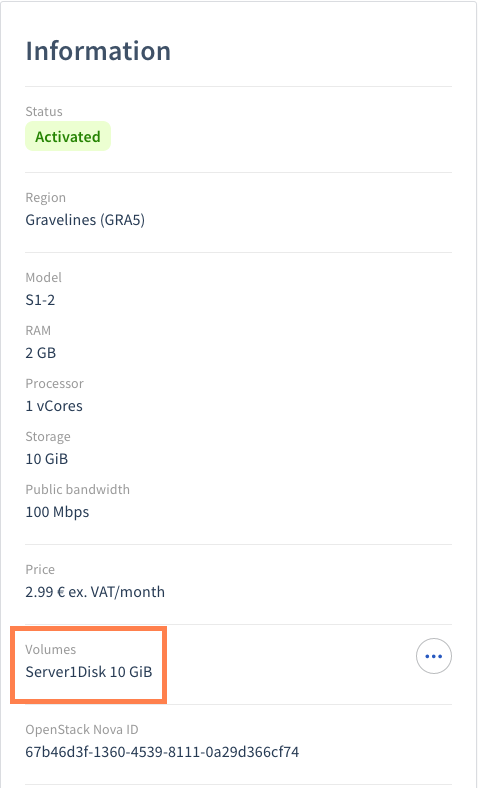 Information
Status
Activated
Region
Gravelines (GRA5)
Model
S1-2
RAM
2 GB
Processor
1 vCores
Storage
10 GiB
Public bandwidth
100 Mbps
Price
2.99 € ex. VAT/month
Volumes
Server1Disk 10 GiB
OpenStack Nova ID
67b46d3f-1360-4539-8111-0a29d366cf74